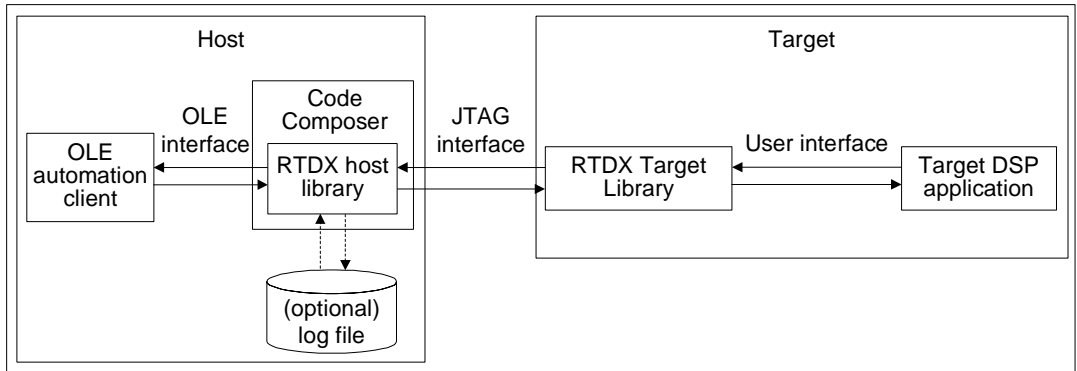 Host
Target
Code
Composer
OLE
interface
JTAG
interface
User interface
OLE
automation
client
RTDX host
library
RTDX Target
Library
Target DSP
application
(optional)
log file